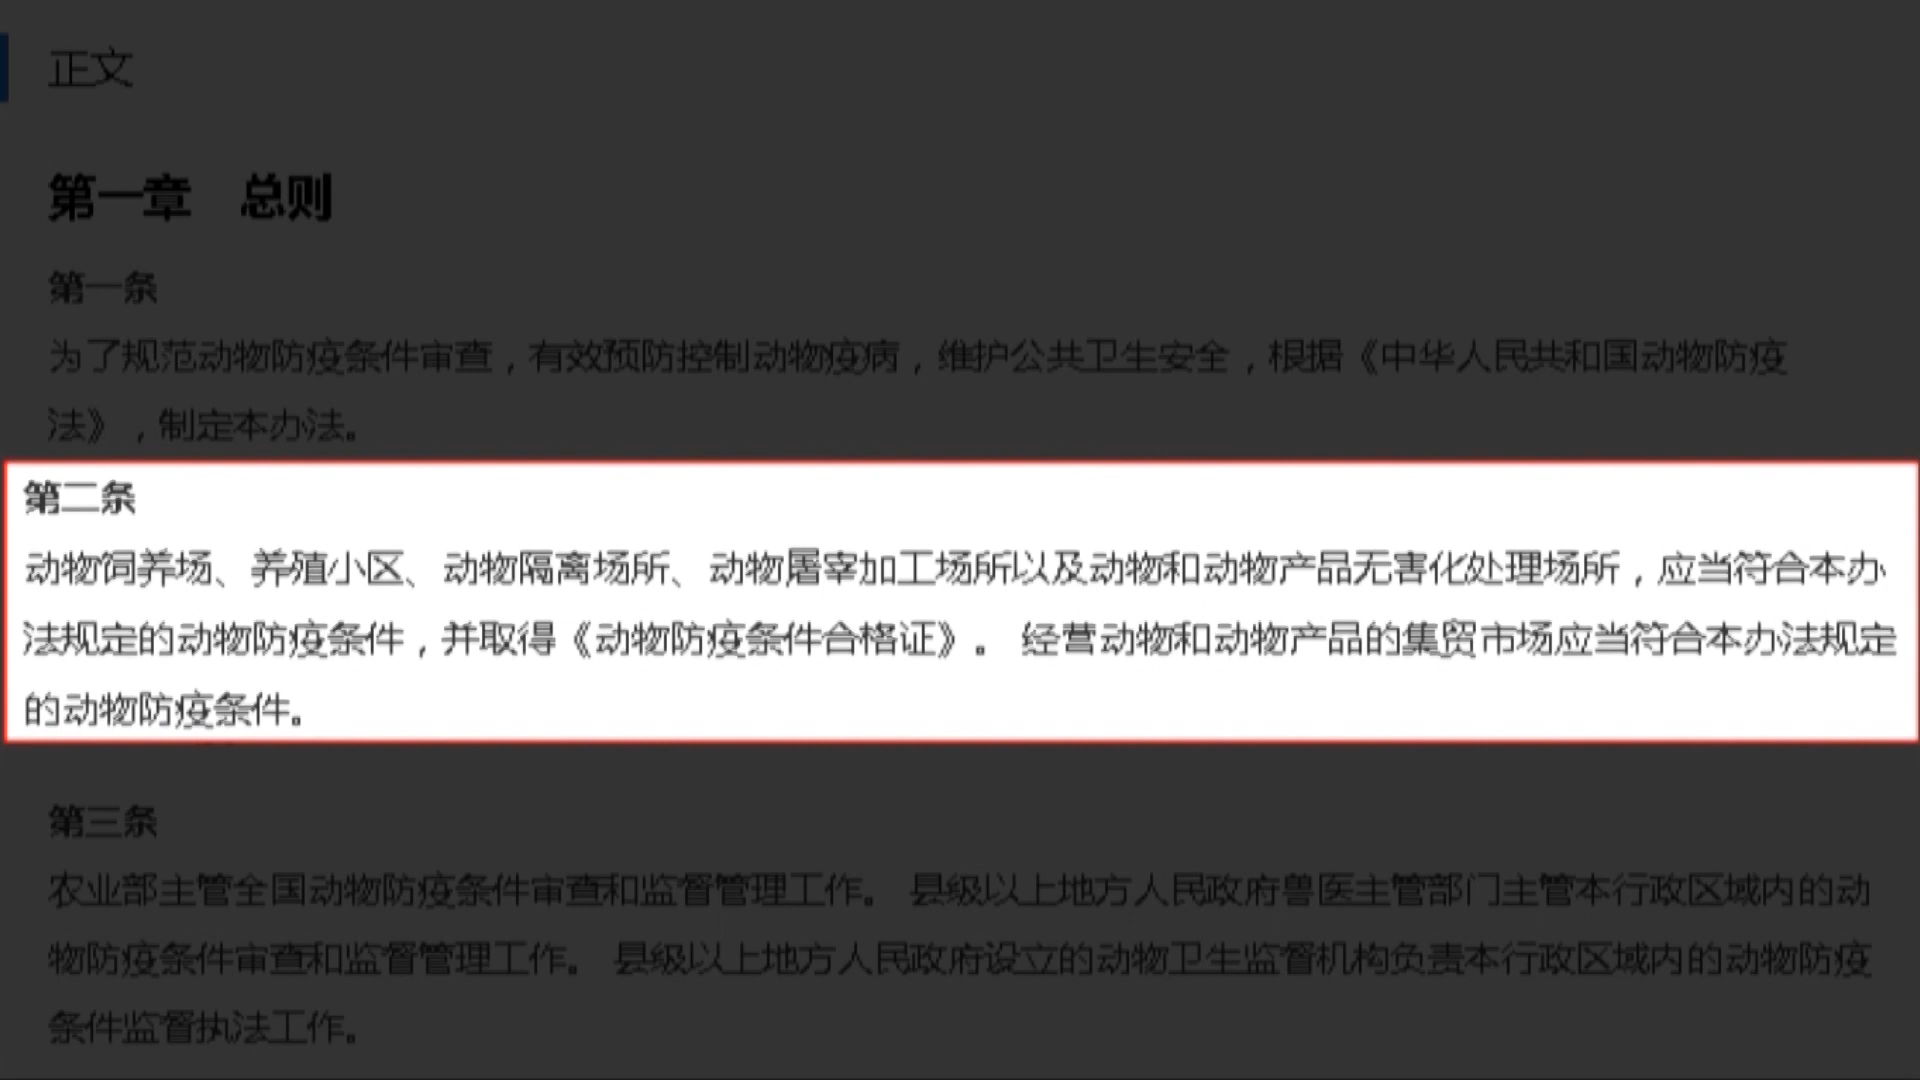 正文
第一章 总则
第一条
为了规范动物防疫条件审查，有效预防控制动物疫病，维护公共卫生安全，根据《中华人民共和国动物防疫
法》，制定本办法。
第二条
动物饲养场、养殖小区、动物隔离场所、动物屠宰加工场所以及动物和动物产品无害化处理场所，应当符合本办
法规定的动物防疫条件，并取得《动物防疫条件合格证》。 经营动物和动物产品的集贸市场应当符合本办法规定
的动物防疫条件。
第三条
农业部主管全国动物防疫条件审查和监督管理工作。 县级以上地方人民政府兽医主管部门主管本行政区域内的动
物防疫条件审查和监督管理工作。 县级以上地方人民政府设立的动物卫生监督机构负责本行政区域内的动物防疫
条件监督执法工作。